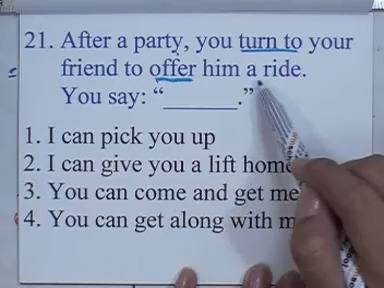 21. After a party, you turn to your
friend to offer him a ride.
You say: “_______.”
1. I can pick you up
2. I can give you a lift home
3. You can come and get me
4. You can get along with